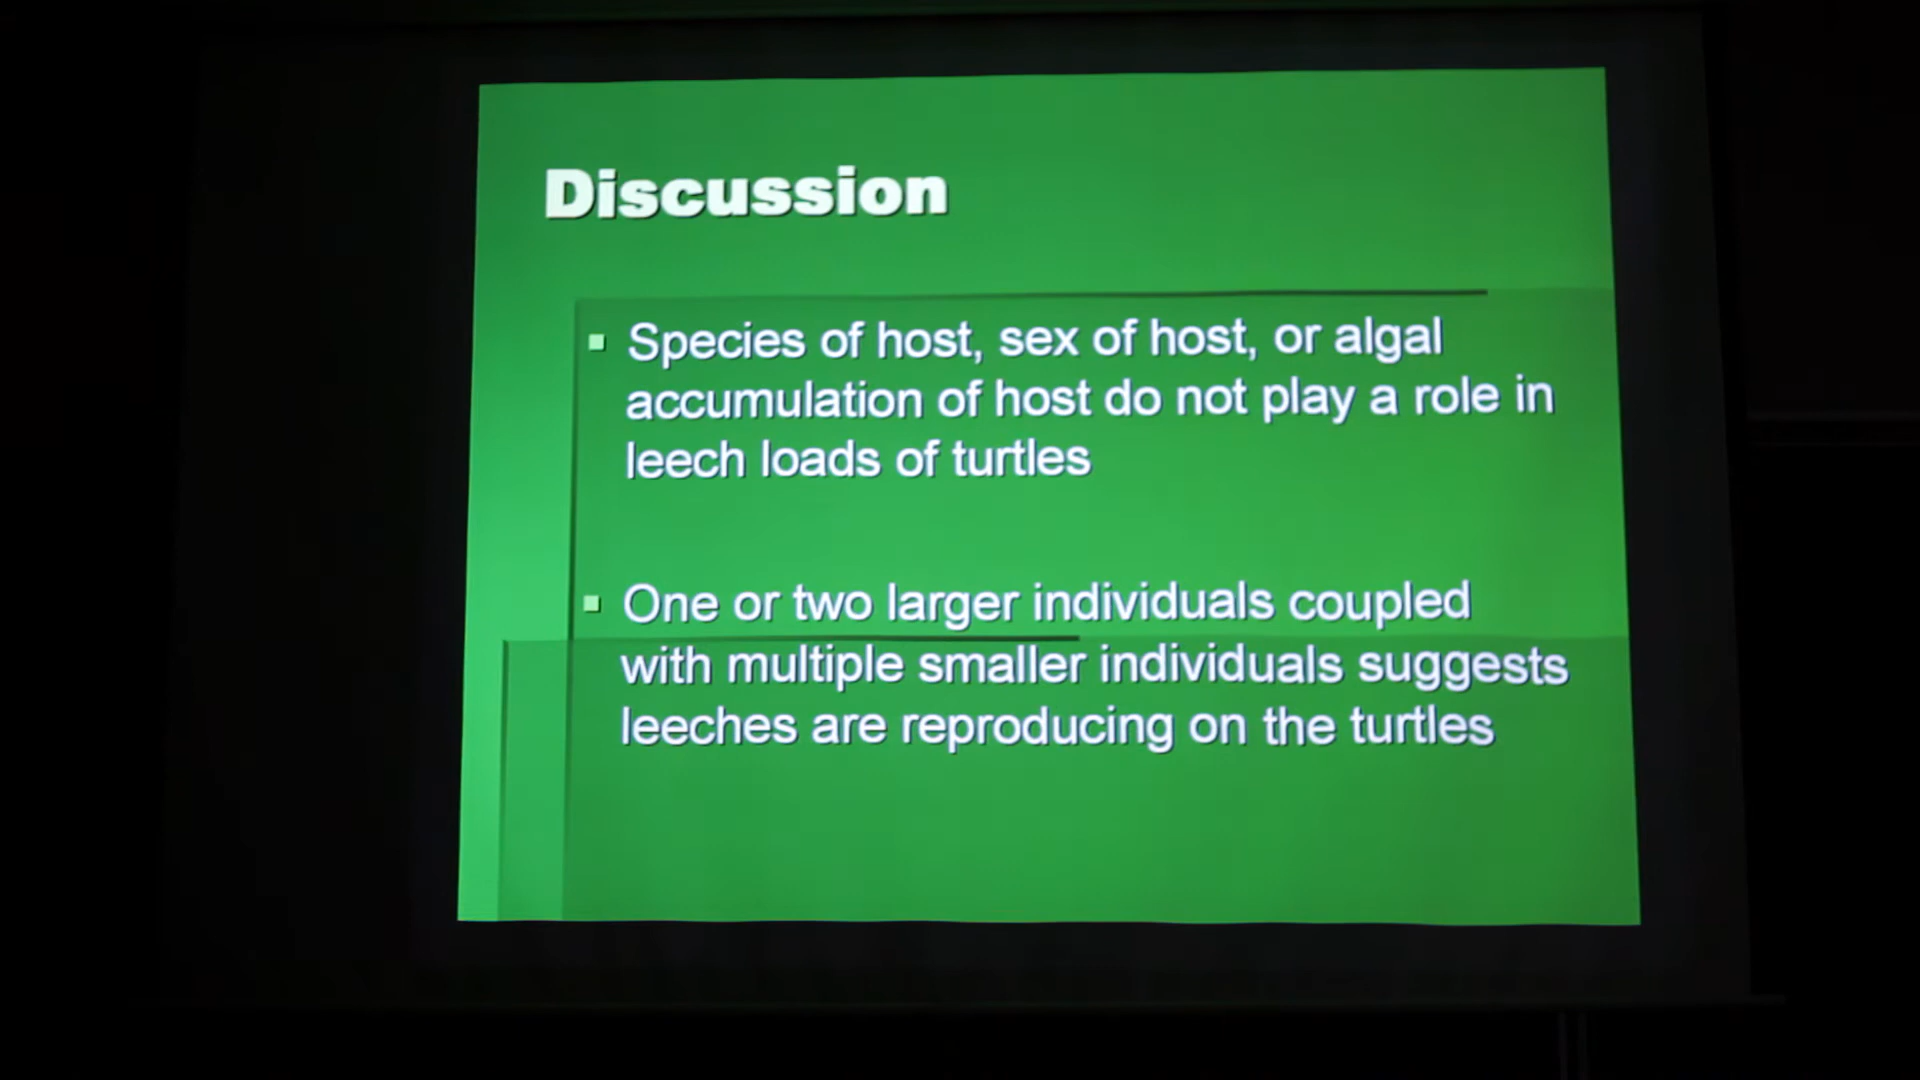 Discussion
Species of host, sex of host, or algal
accumulation of host do not play a role in
leech loads of turtles
One or two larger individuals coupled
with multiple smaller individuals suggests
leeches are reproducing on the turtles